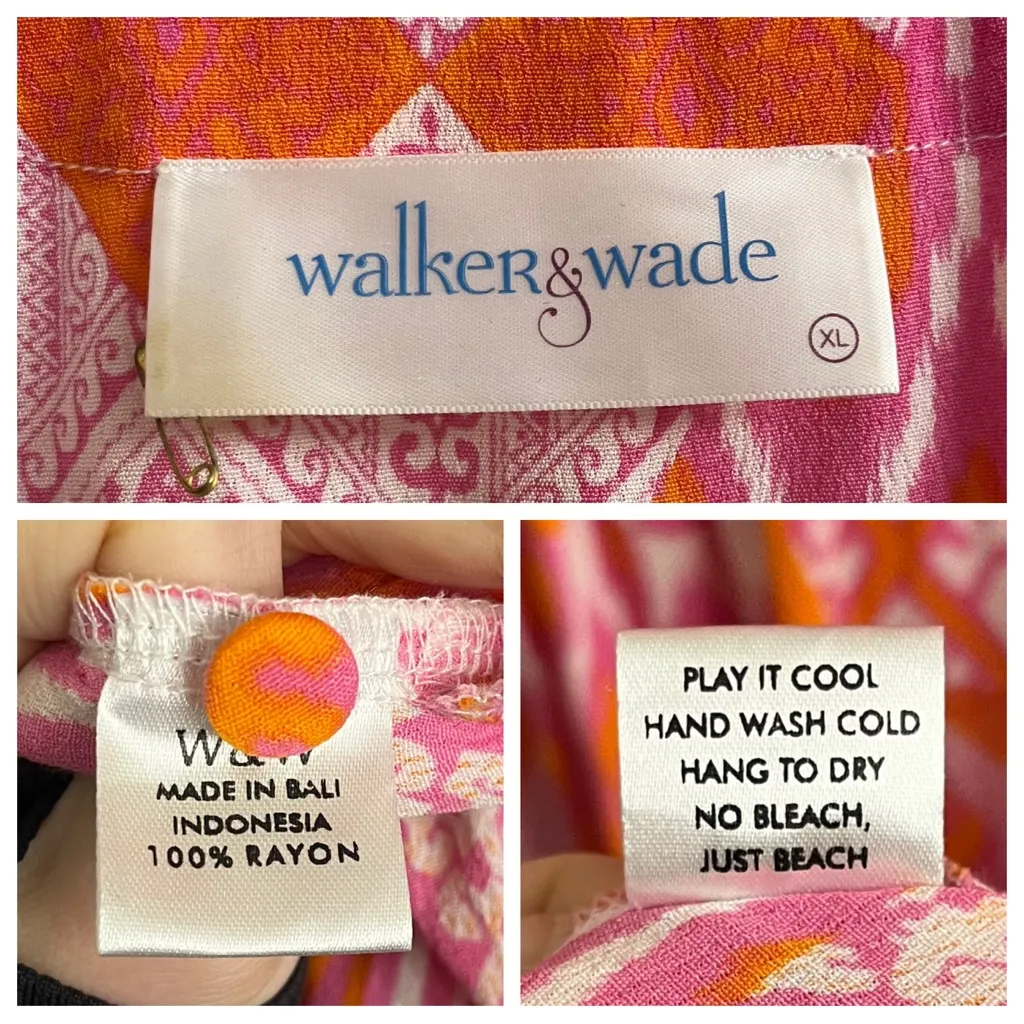 walker&wade
XL
W&W
MADE IN BALI
INDONESIA
100% RAYON
PLAY IT COOL
HAND WASH COLD
HANG TO DRY
NO BLEACH,
JUST BEACH